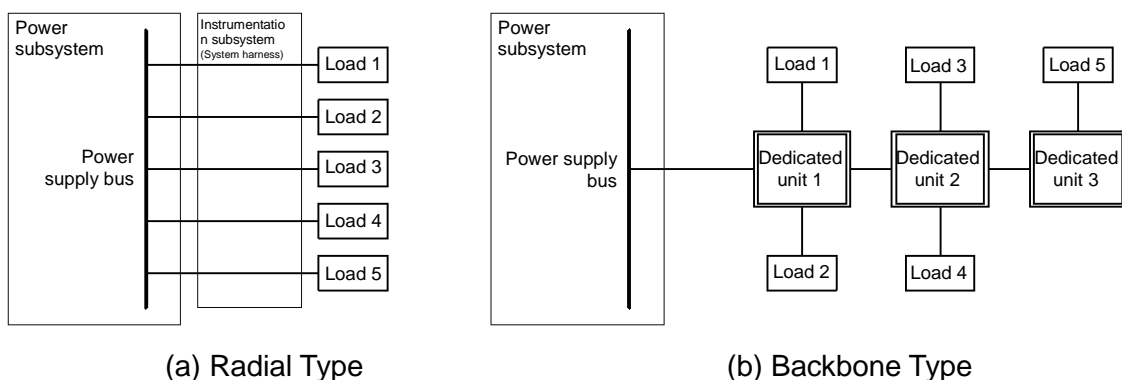 Power
subsystem
Instrumentatio
n subsystem
(System harness)
Power
supply bus
Load 1
Load 2
Load 3
Load 4
Load 5
(a) Radial Type
Power
subsystem
Power supply
bus
Load 1
Load 3
Load 5
Dedicated
unit 1
Dedicated
unit 2
Dedicated
unit 3
Load 2
Load 4
(b) Backbone Type